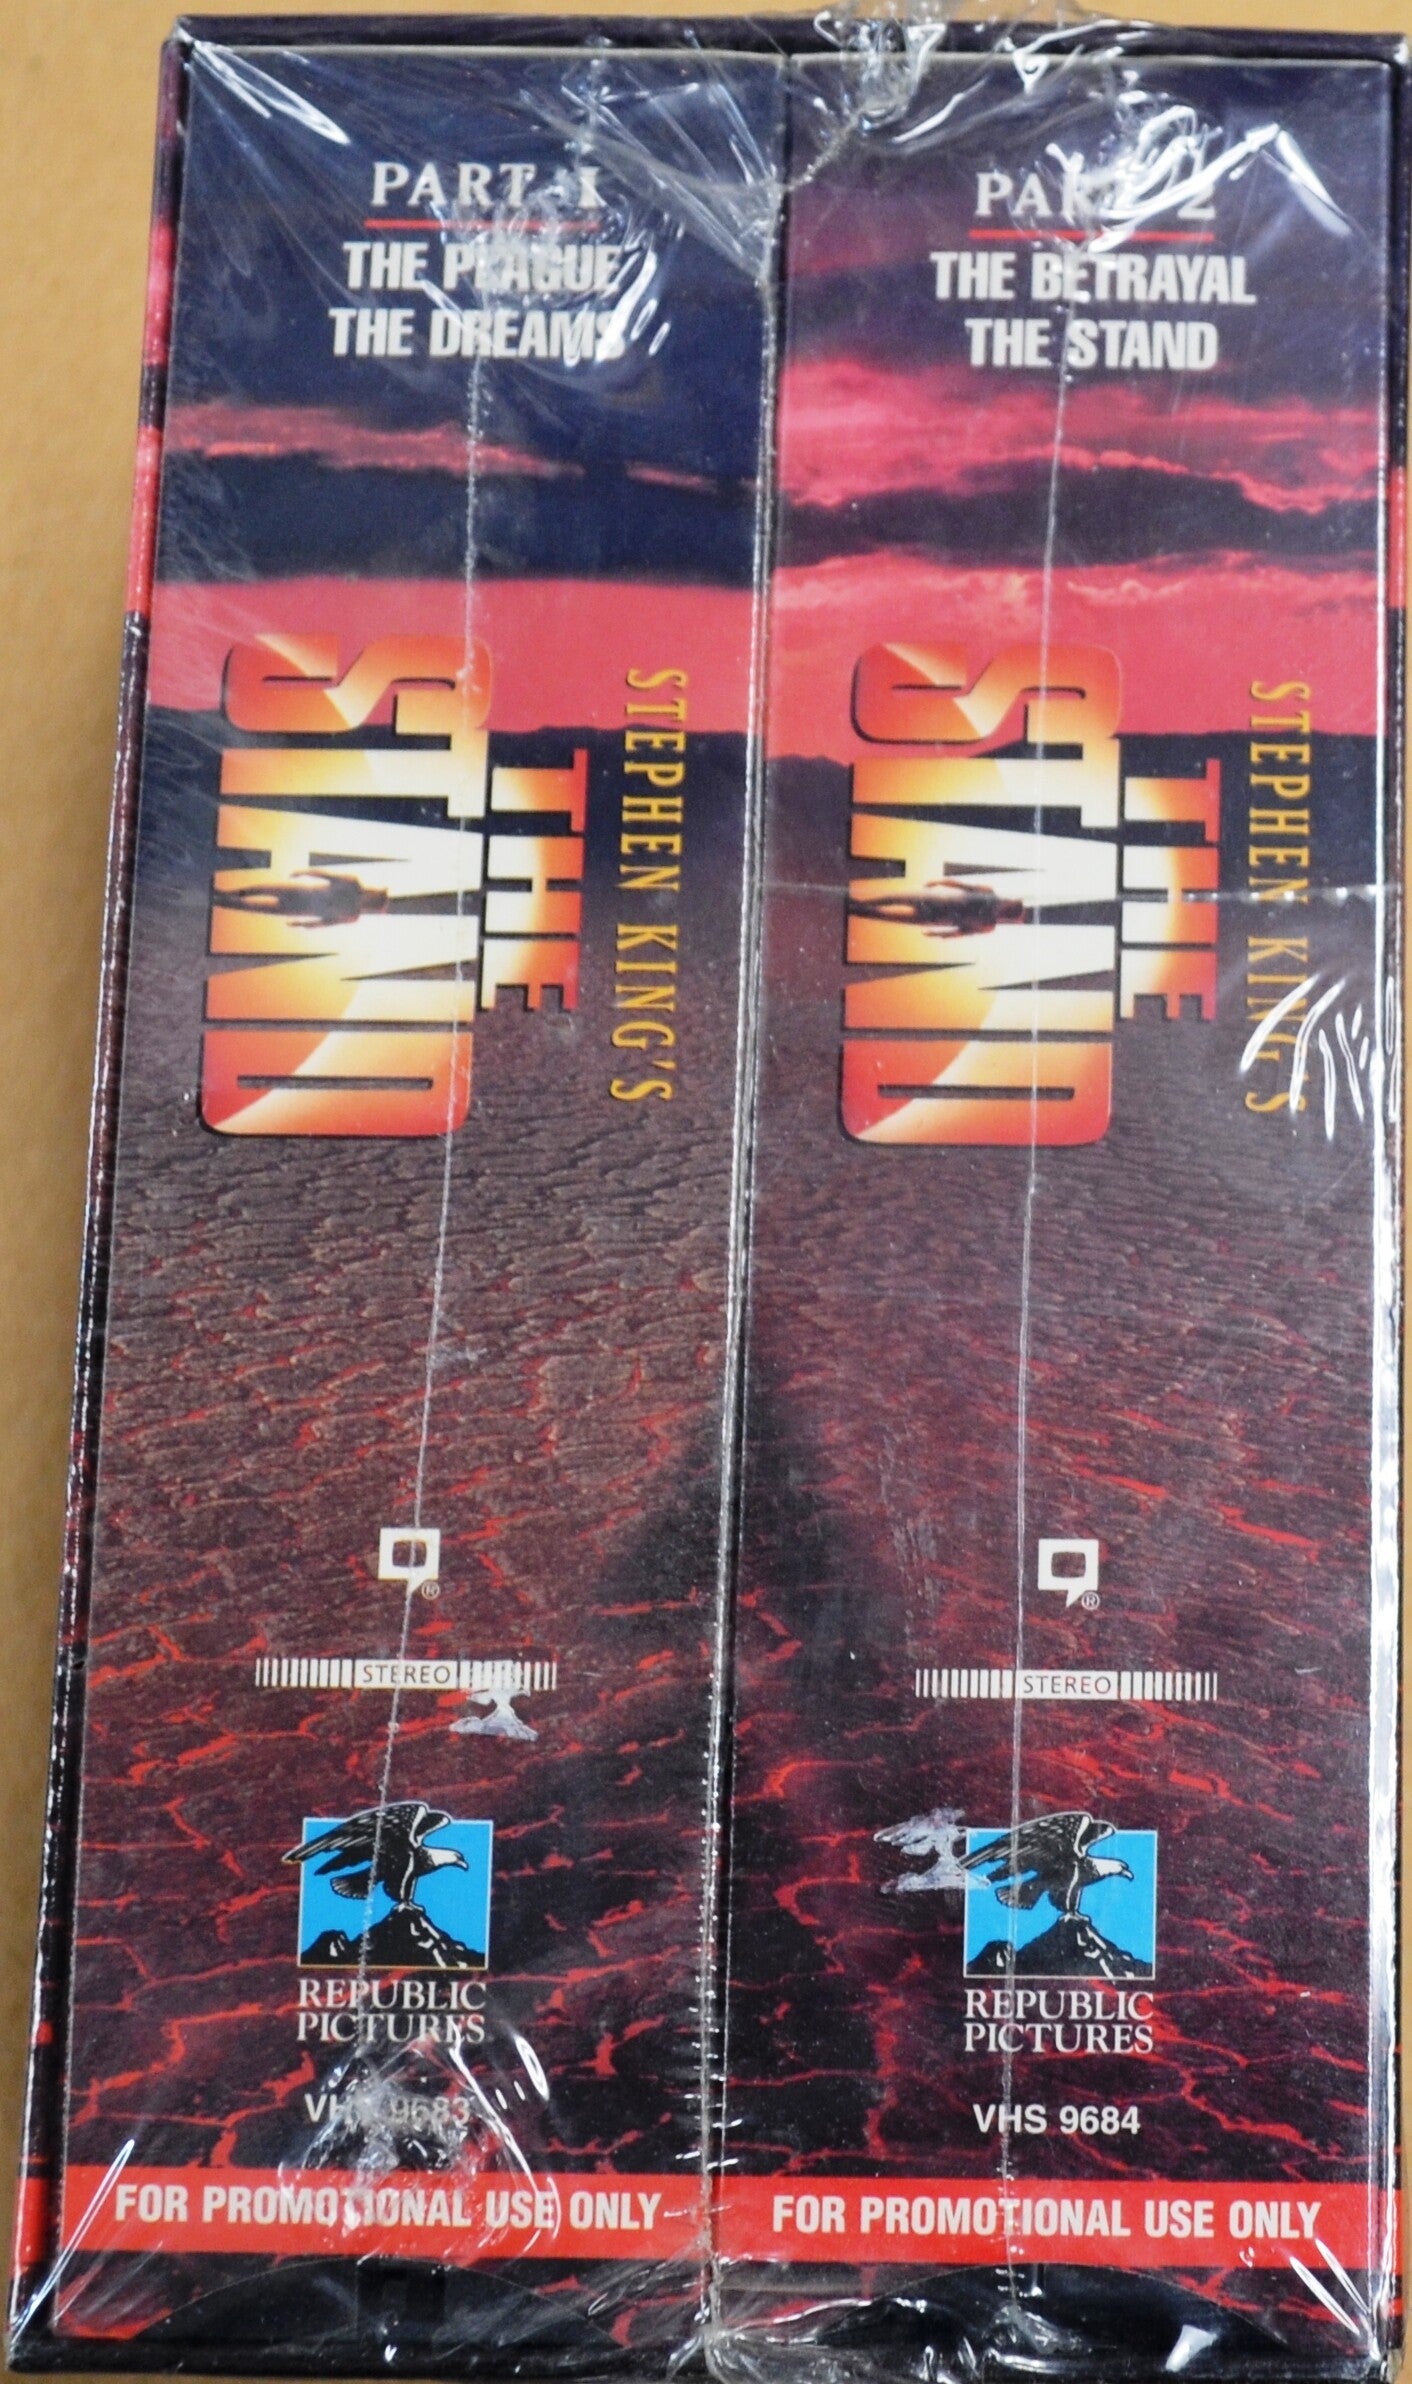 PART 1
THE PLAGUE
THE DREAMS
STEPHEN KING'S
THE
STAND
®
STEREO
REPUBLIC
PICTURES
VHS 9683
FOR PROMOTIONAL USE ONLY
PART 2
THE BETRAYAL
THE STAND
STEPHEN KING'S
THE
STAND
®
STEREO
REPUBLIC
PICTURES
VHS 9684
FOR PROMOTIONAL USE ONLY